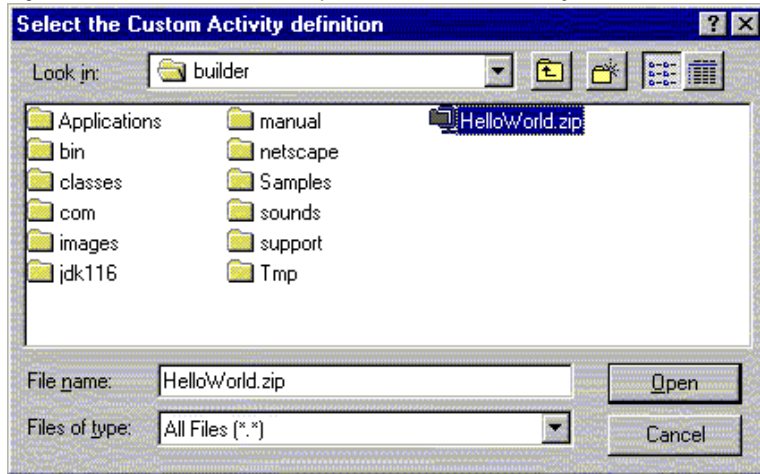 Select the Custom Activity definition
Look in: builder
Applications manual HelloWorld.zip
bin netscape
classes Samples
com sounds
images support
jdk116 Tmp
File name: HelloWorld.zip Open
Files of type: All Files (*.*) Cancel